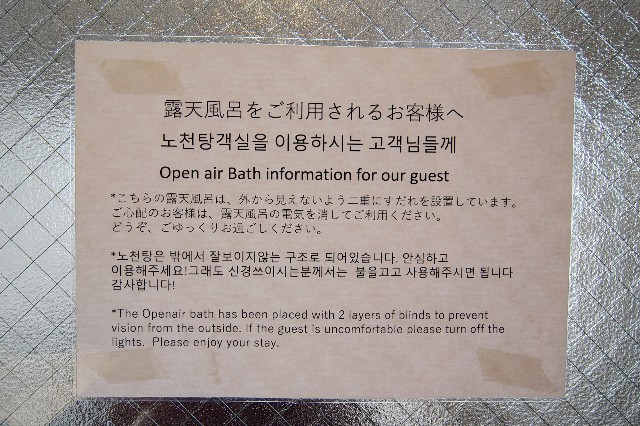 露天風呂をご利用されるお客様へ
노천탕객실을 이용하시는 고객님들께
Open air Bath information for our guest
*こちらの露天風呂は、外から見えないよう二重にすだれを設置しています。
ご心配のお客様は、露天風呂の電気を消してご利用ください。
どうぞ、ごゆっくりお過ごしください。
*노천탕은 밖에서 잘보이지않는 구조로 되어있습니다. 안심하고
이용해주세요!그래도 신경쓰이시는분께서는 불을끄고 사용해주시면 됩니다
감사합니다!
*The Openair bath has been placed with 2 layers of blinds to prevent
vision from the outside. If the guest is uncomfortable please turn off the
lights. Please enjoy your stay.